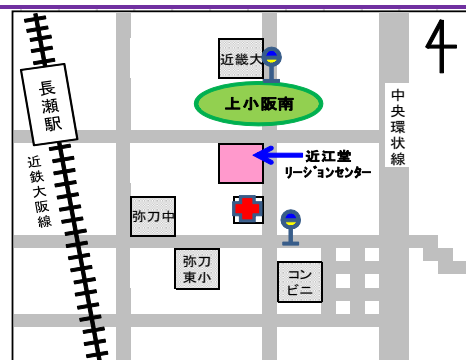 近畿大
上小阪南
長
瀬
駅
中
央
環
状
線
近江堂
リージョンセンター
近
鉄
大
阪
線
弥刀中
弥刀
東小
コン
ビニ